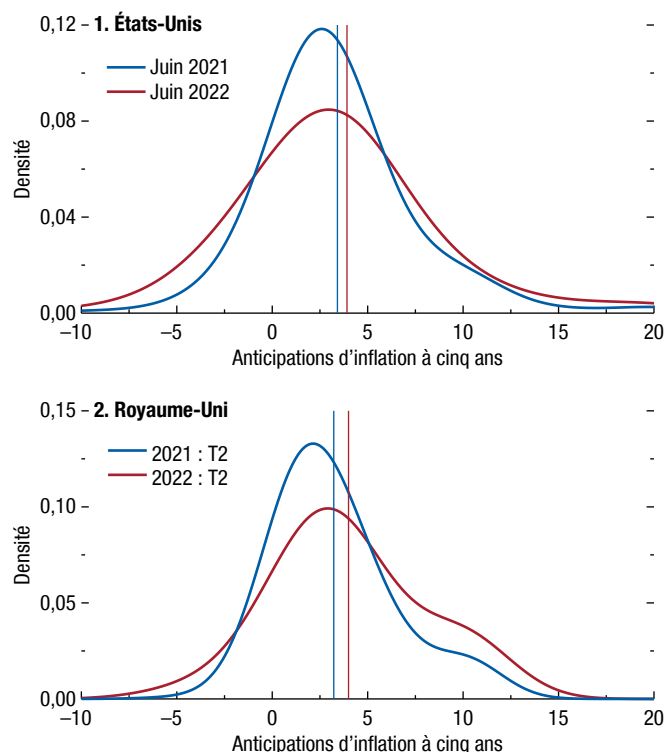 1. États-Unis
Juin 2021
Juin 2022
Densité
0,12
0,08
0,04
0,00
–10 –5 0 5 10 15 20
Anticipations d’inflation à cinq ans
2. Royaume-Uni
2021 : T2
2022 : T2
Densité
0,15
0,10
0,05
0,00
–10 –5 0 5 10 15 20
Anticipations d’inflation à cinq ans